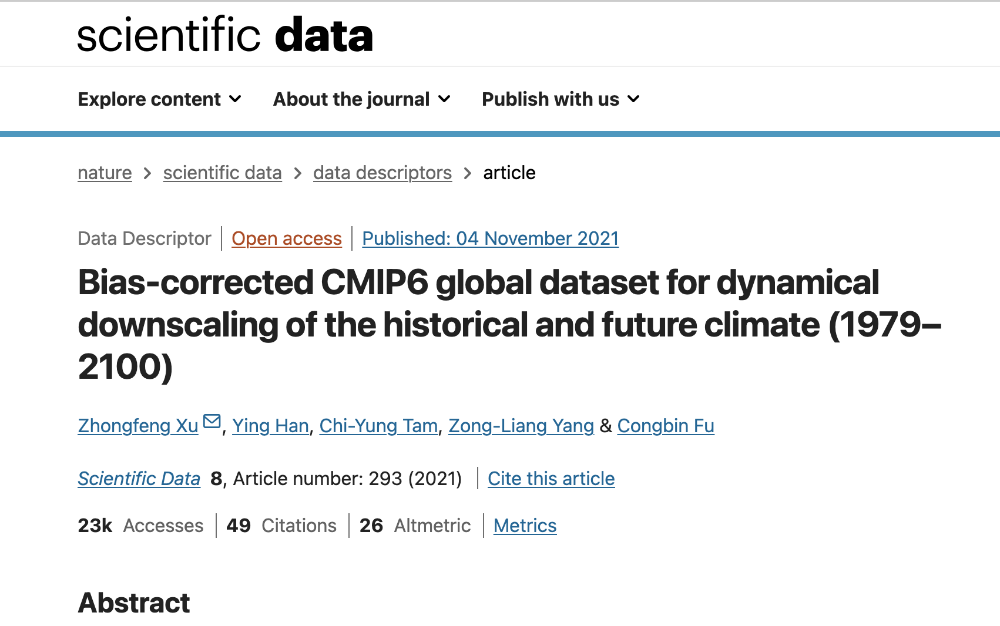 scientific data
Explore content About the journal Publish with us
nature > scientific data > data descriptors > article
Data Descriptor | Open access | Published: 04 November 2021
Bias-corrected CMIP6 global dataset for dynamical
downscaling of the historical and future climate (1979–
2100)
Zhongfeng Xu, Ying Han, Chi-Yung Tam, Zong-Liang Yang & Congbin Fu
Scientific Data 8, Article number: 293 (2021) | Cite this article
23k Accesses | 49 Citations | 26 Altmetric | Metrics
Abstract